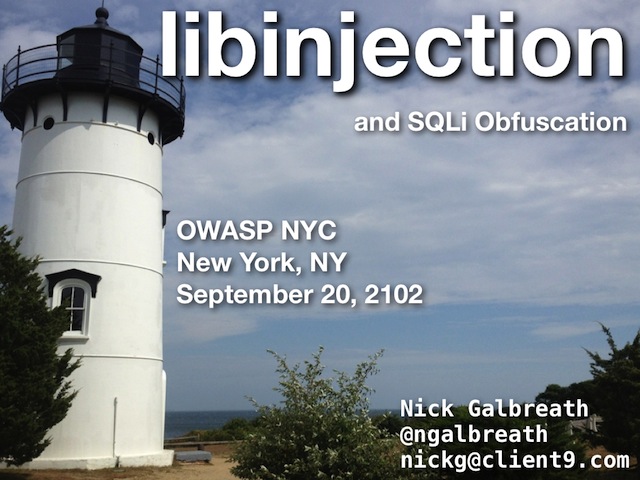 libinjection
and SQLi Obfuscation
OWASP NYC
New York, NY
September 20, 2102
Nick Galbreath
@ngalbreath
nickg@client9.com